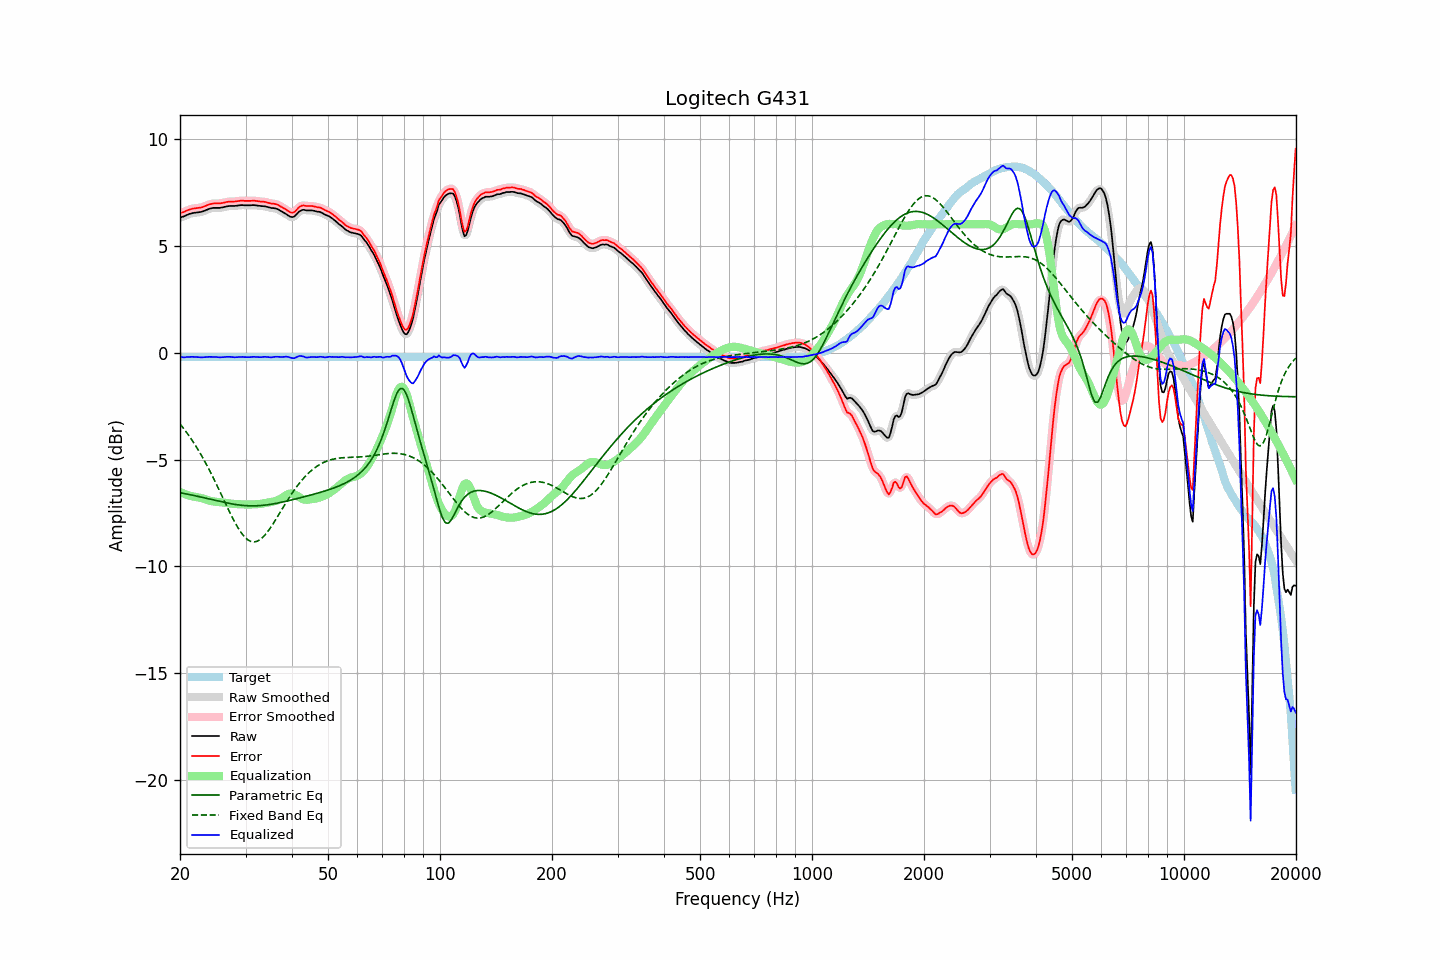 Logitech G431
Amplitude (dBr)
10
5
0
−5
−10
−15
−20
Target
Raw Smoothed
Error Smoothed
Raw
Error
Equalization
Parametric Eq
Fixed Band Eq
Equalized
20 50 100 200 500 1000 2000 5000 10000 20000
Frequency (Hz)